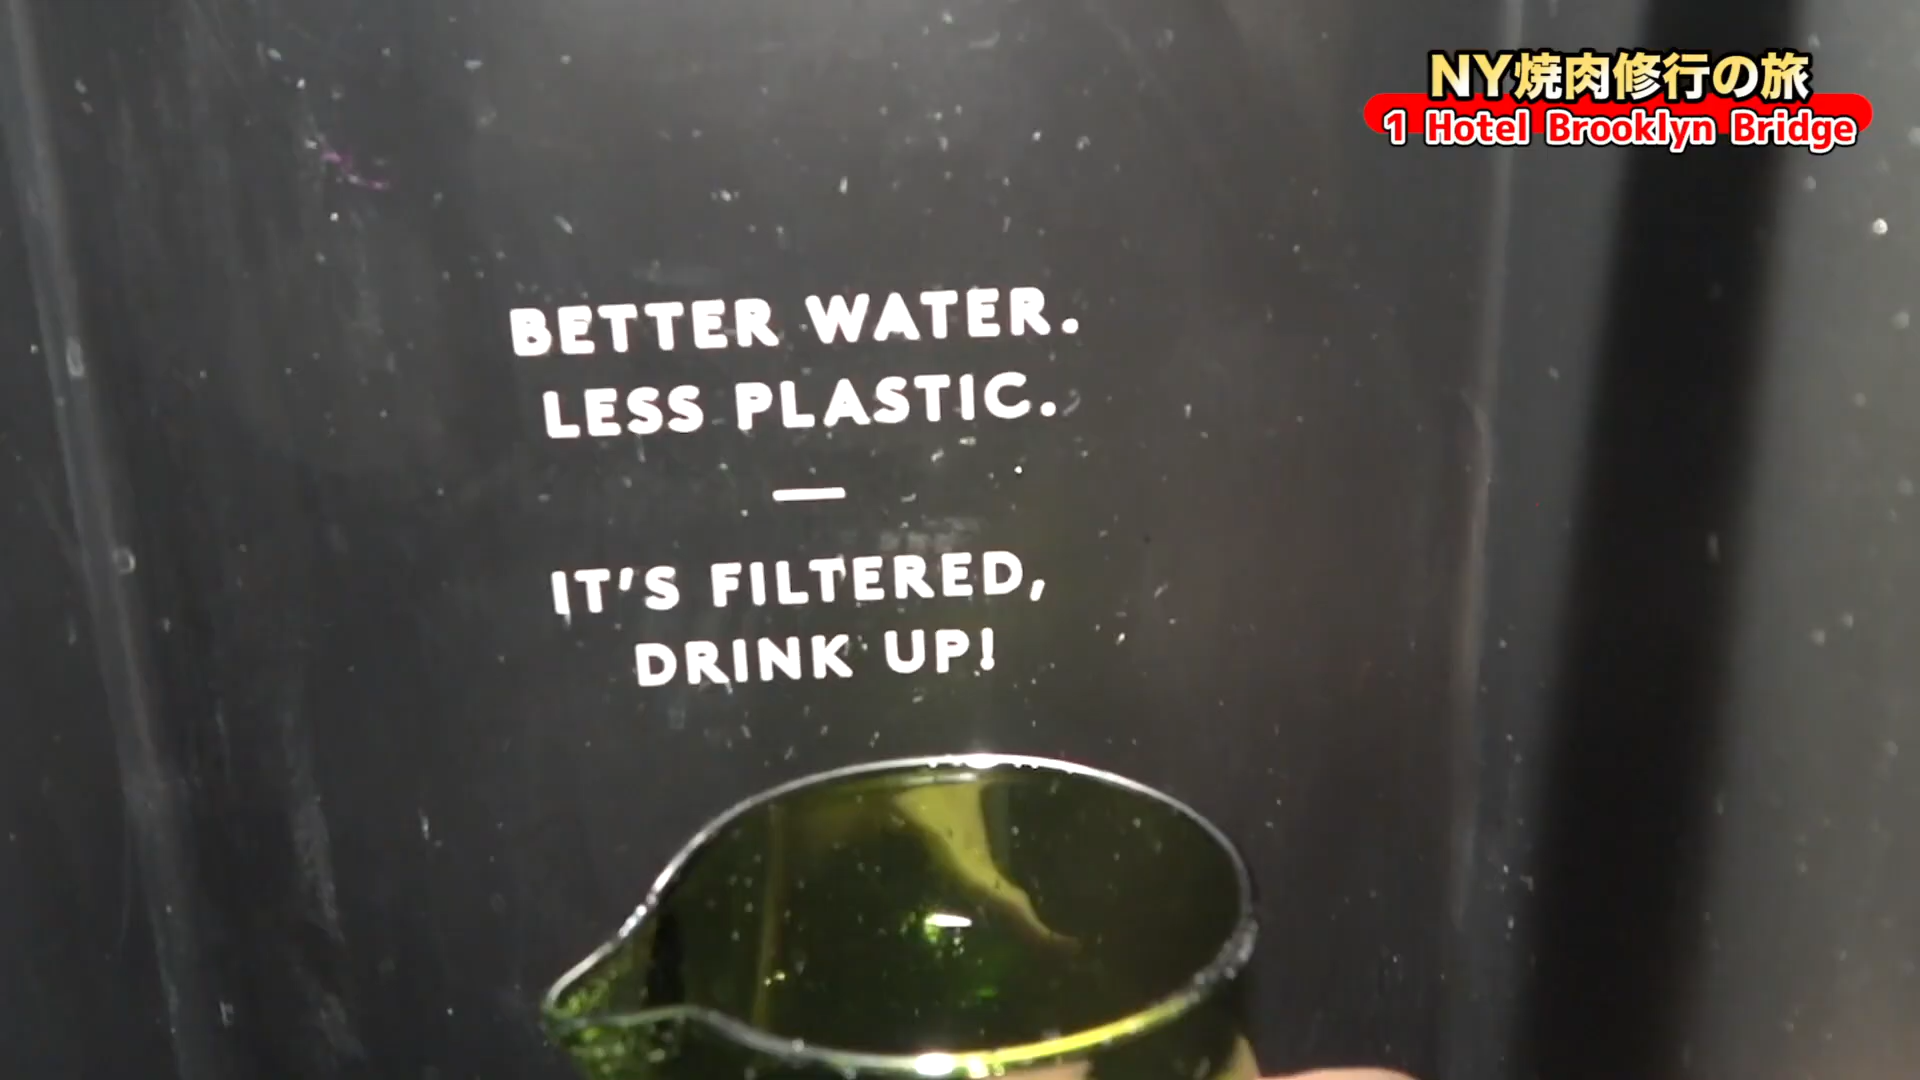 NY焼肉修行の旅
1 Hotel Brooklyn Bridge
BETTER WATER.
LESS PLASTIC.
—
IT'S FILTERED,
DRINK UP!